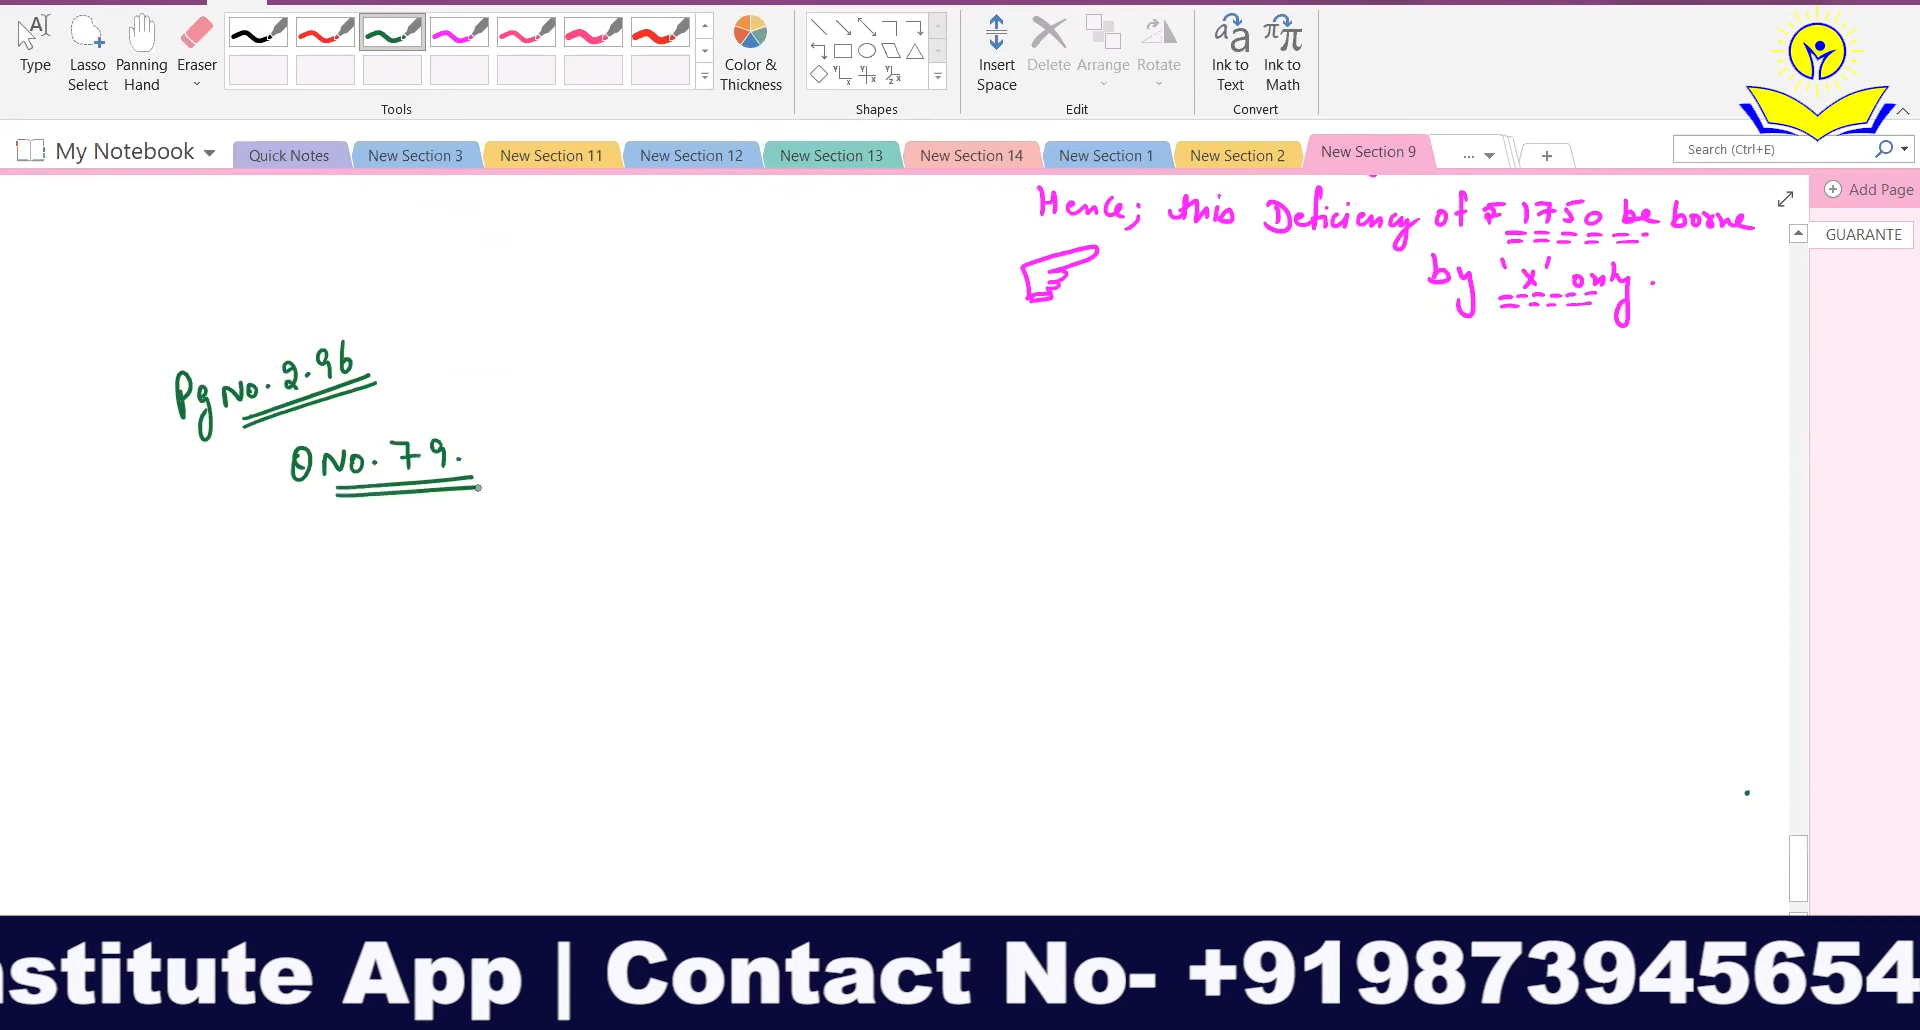 Type
Lasso Select
Panning Hand
Eraser
Color & Thickness
Insert Space
Delete
Arrange
Rotate
Ink to Text
Ink to Math
Tools
Shapes
Edit
Convert
My Notebook
Quick Notes
New Section 3
New Section 11
New Section 12
New Section 13
New Section 14
New Section 1
New Section 2
New Section 9
...
Search (Ctrl+E)
Add Page
GUARANTE
Hence; this Deficiency of ₹ 1750 be borne
by 'x' only.
Pg No. 2.96
Q No. 79.
nstitute App | Contact No- +919873945654